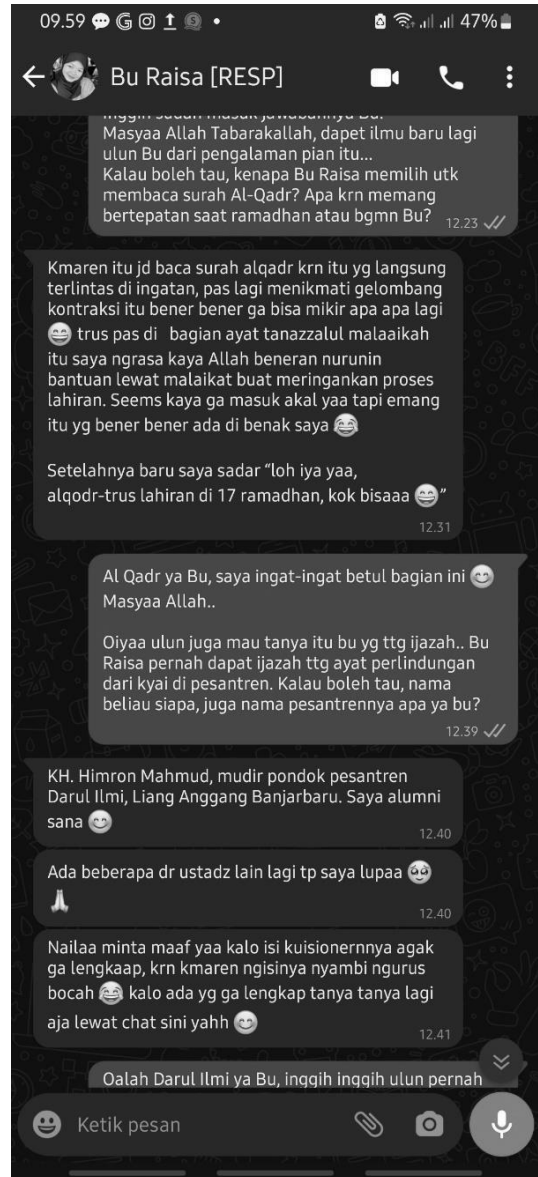 09.59
47%
Bu Raisa [RESP]
inggih sudah masuk jawabannya Bu.
Masyaa Allah Tabarakallah, dapet ilmu baru lagi
ulun Bu dari pengalaman pian itu...
Kalau boleh tau, kenapa Bu Raisa memilih utk
membaca surah Al-Qadr? Apa krn memang
bertepatan saat ramadhan atau bgmn Bu?
12.23
Kmaren itu jd baca surah alqadr krn itu yg langsung
terlintas di ingatan, pas lagi menikmati gelombang
kontraksi itu bener bener ga bisa mikir apa apa lagi
😄 trus pas di bagian ayat tanazzalul malaaikah
itu saya ngrasa kaya Allah beneran nurunin
bantuan lewat malaikat buat meringankan proses
lahiran. Seems kaya ga masuk akal yaa tapi emang
itu yg bener bener ada di benak saya 😂
Setelahnya baru saya sadar “loh iya yaa,
alqodr-trus lahiran di 17 ramadhan, kok bisaaa 😄”
12.31
Al Qadr ya Bu, saya ingat-ingat betul bagian ini 😊
Masyaa Allah..
Oiyaa ulun juga mau tanya itu bu yg ttg ijazah.. Bu
Raisa pernah dapat ijazah ttg ayat perlindungan
dari kyai di pesantren. Kalau boleh tau, nama
beliau siapa, juga nama pesantrennya apa ya bu?
12.39
KH. Himron Mahmud, mudir pondok pesantren
Darul Ilmi, Liang Anggang Banjarbaru. Saya alumni
sana 😊
12.40
Ada beberapa dr ustadz lain lagi tp saya lupaa 🥹
🙏
12.40
Nailaa minta maaf yaa kalo isi kuisionernnya agak
ga lengkaap, krn kmaren ngisinya nyambi ngurus
bocah 😂 kalo ada yg ga lengkap tanya tanya lagi
aja lewat chat sini yahh 😊
12.41
Oalah Darul Ilmi ya Bu, inggih inggih ulun pernah
Ketik pesan